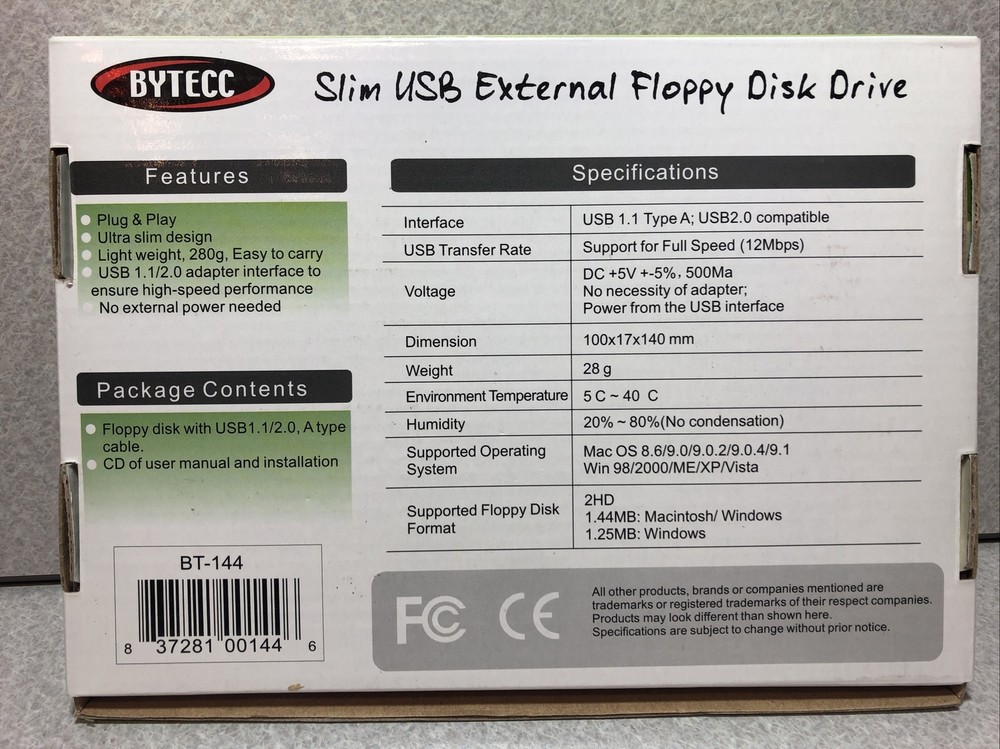 BYTECC
Slim USB External Floppy Disk Drive
Features
Plug & Play
Ultra slim design
Light weight, 280g, Easy to carry
USB 1.1/2.0 adapter interface to
ensure high-speed performance
No external power needed
Package Contents
Floppy disk with USB1.1/2.0, A type
cable.
CD of user manual and installation
BT-144
8 37281 00144 6
Specifications
Interface USB 1.1 Type A; USB2.0 compatible
USB Transfer Rate Support for Full Speed (12Mbps)
Voltage
DC +5V +-5%, 500Ma
No necessity of adapter;
Power from the USB interface
Dimension 100x17x140 mm
Weight 28 g
Environment Temperature 5 C ~ 40 C
Humidity 20% ~ 80%(No condensation)
Supported Operating
System
Mac OS 8.6/9.0/9.0.2/9.0.4/9.1
Win 98/2000/ME/XP/Vista
Supported Floppy Disk
Format
2HD
1.44MB: Macintosh/ Windows
1.25MB: Windows
FC CE
All other products, brands or companies mentioned are
trademarks or registered trademarks of their respect companies.
Products may look different than shown here.
Specifications are subject to change without prior notice.